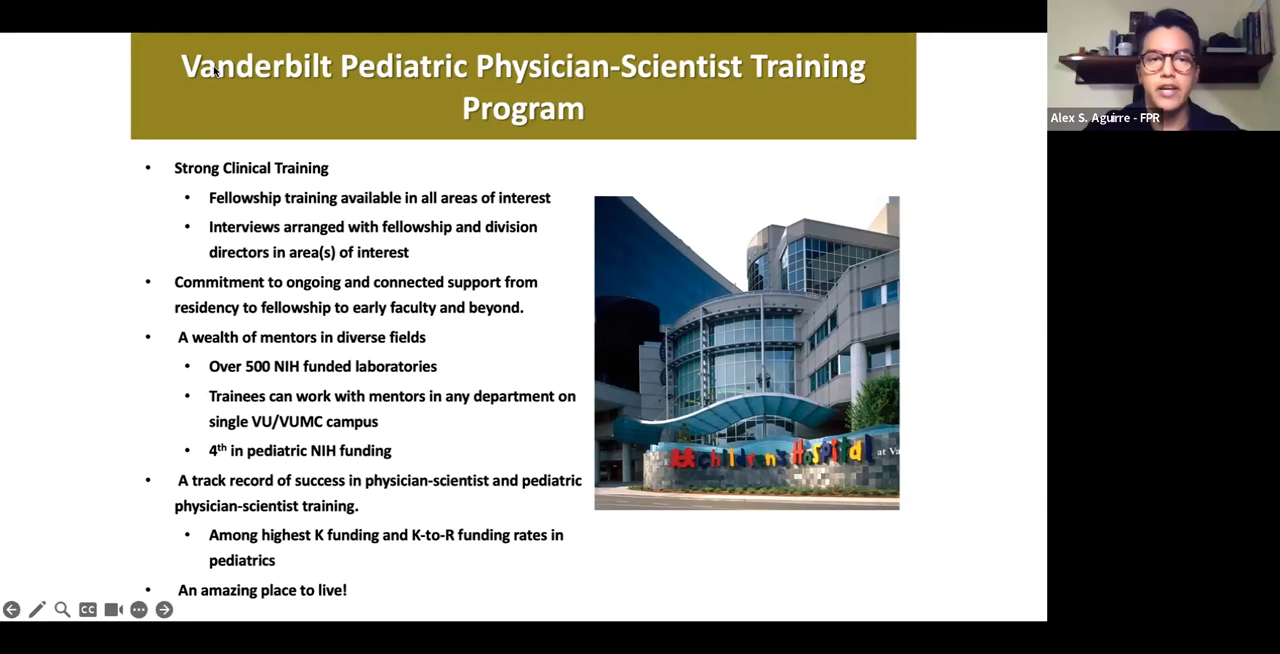 Vanderbilt Pediatric Physician-Scientist Training
Program
• Strong Clinical Training
• Fellowship training available in all areas of interest
• Interviews arranged with fellowship and division
directors in area(s) of interest
• Commitment to ongoing and connected support from
residency to fellowship to early faculty and beyond.
• A wealth of mentors in diverse fields
• Over 500 NIH funded laboratories
• Trainees can work with mentors in any department on
single VU/VUMC campus
• 4th in pediatric NIH funding
• A track record of success in physician-scientist and pediatric
physician-scientist training.
• Among highest K funding and K-to-R funding rates in
pediatrics
• An amazing place to live!
children's Hospital at Va
CC
Alex S. Aguirre - FPR